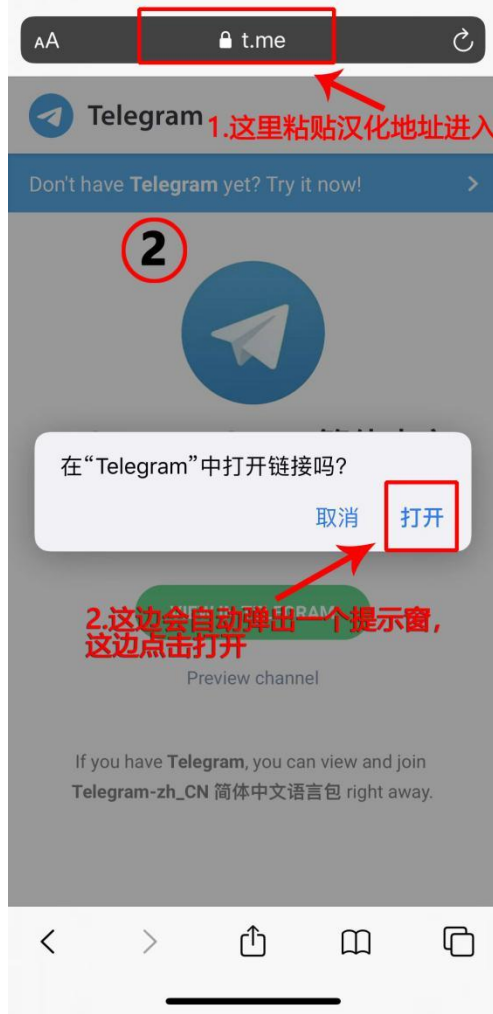 AA
t.me
Telegram
1.这里粘贴汉化地址进入
Don't have Telegram yet? Try it now!
2
在“Telegram”中打开链接吗?
取消 打开
2.这边会自动弹出一个提示窗,
这边点击打开
Preview channel
If you have Telegram, you can view and join
Telegram-zh_CN 简体中文语言包 right away.